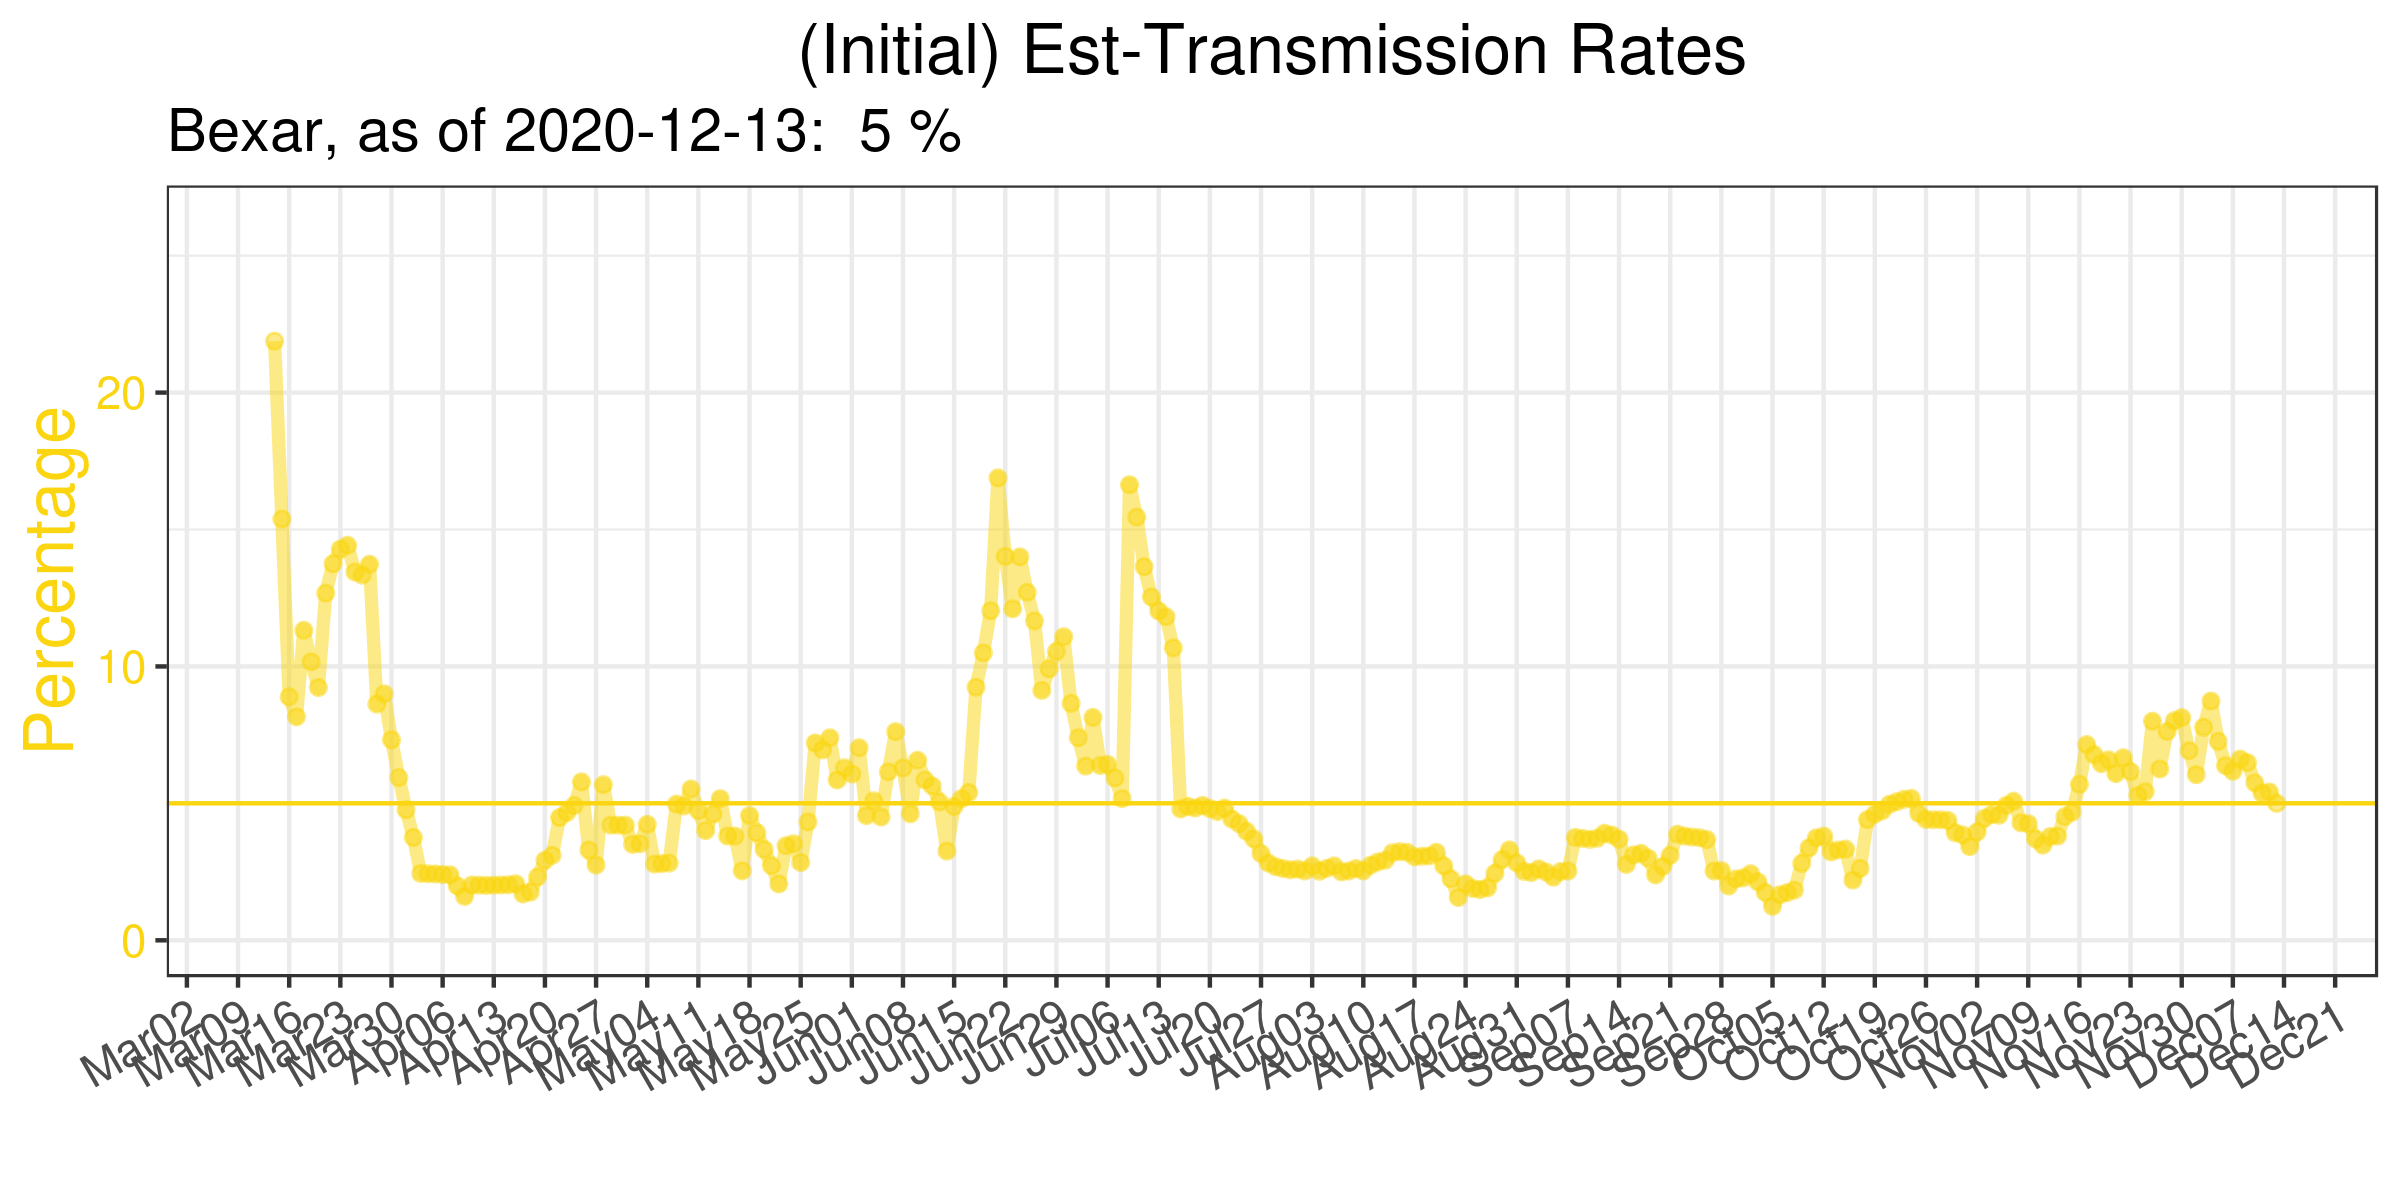 (Initial) Est-Transmission Rates
Bexar, as of 2020-12-13:  5 %
Percentage
20
10
0
Mar02
Mar09
Mar16
Mar23
Mar30
Apr06
Apr13
Apr20
Apr27
May04
May11
May18
May25
Jun01
Jun08
Jun15
Jun22
Jun29
Jul06
Jul13
Jul20
Jul27
Aug03
Aug10
Aug17
Aug24
Aug31
Sep07
Sep14
Sep21
Sep28
Oct05
Oct12
Oct19
Oct26
Nov02
Nov09
Nov16
Nov23
Nov30
Dec07
Dec14
Dec21